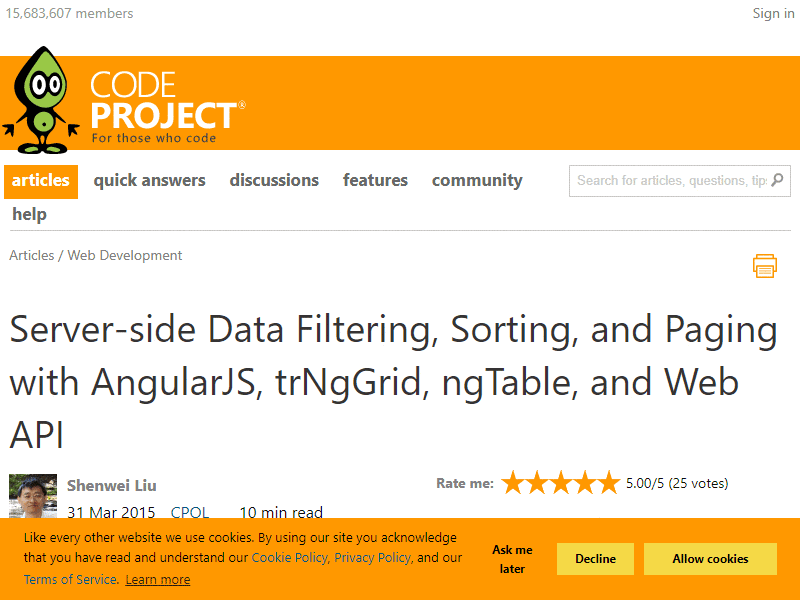 15,683,607 members
Sign in
CODE
PROJECT®
For those who code
articles
quick answers
discussions
features
community
Search for articles, questions, tips
help
Articles / Web Development
Server-side Data Filtering, Sorting, and Paging
with AngularJS, trNgGrid, ngTable, and Web
API
Shenwei Liu
Rate me:
5.00/5 (25 votes)
31 Mar 2015
CPOL
10 min read
Like every other website we use cookies. By using our site you acknowledge
that you have read and understand our Cookie Policy, Privacy Policy, and our
Terms of Service. Learn more
Ask me
later
Decline
Allow cookies